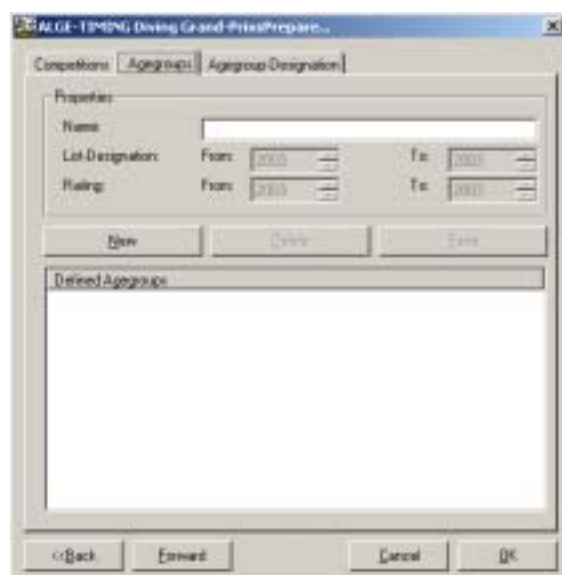 ALGE-TIMING Diving Grand-Prix\Prepare...
Competitions Agegroups Agegroup Designation
Properties
Name:
List-Designation: From: 2003 To: 2003
Rating: From: 2003 To: 2003
New Delete Save
Defined Agegroups
<<Back Forward Cancel OK